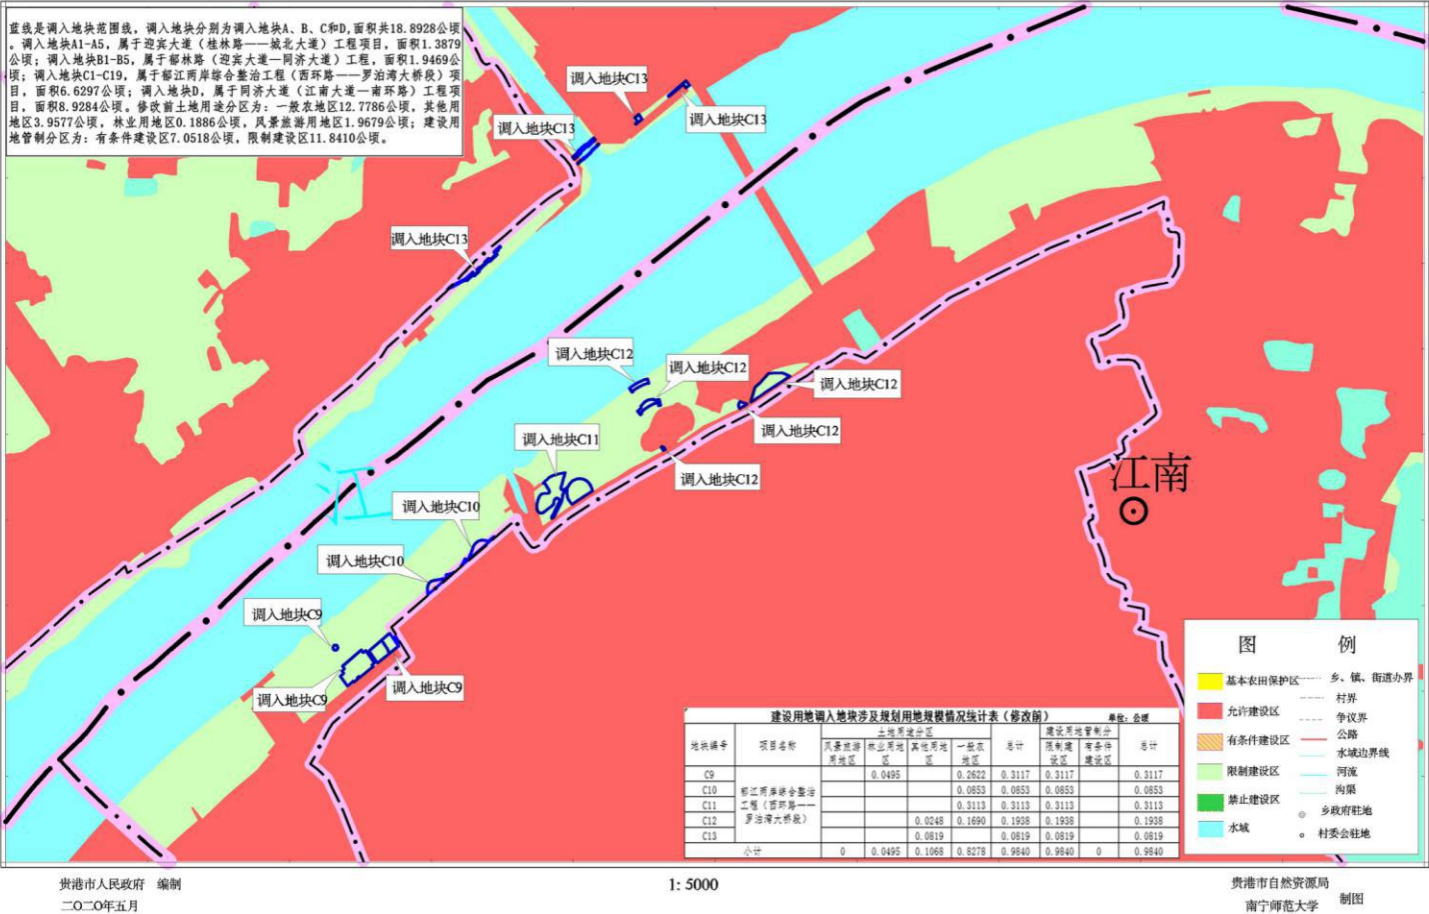 蓝线是调入地块范围线，调入地块分别为调入地块A、B、C和D,面积共18.8928公顷
。调入地块A1-A5，属于迎宾大道（桂林路——城北大道）工程项目，面积1.3879
公顷；调入地块B1-B5，属于郁林路（迎宾大道—同济大道）工程，面积1.9469公
顷；调入地块C1-C19，属于郁江两岸综合整治工程（西环路——罗泊湾大桥段）项
目，面积6.6297公顷；调入地块D，属于同济大道（江南大道—南环路）工程项
目，面积8.9284公顷。修改前土地用途分区为：一般农地区12.7786公顷，其他用
地区3.9577公顷，林业用地区0.1886公顷，风景旅游用地区1.9679公顷；建设用
地管制分区为：有条件建设区7.0518公顷，限制建设区11.8410公顷。
调入地块C13
调入地块C13
调入地块C13
调入地块C13
调入地块C12
调入地块C12
调入地块C12
调入地块C12
调入地块C11
调入地块C12
江南
调入地块C10
调入地块C10
调入地块C9
调入地块C9
调入地块C9
图 例
基本农田保护区
允许建设区
有条件建设区
限制建设区
禁止建设区
水域
乡、镇、街道办界
村界
争议界
公路
水域边界线
河流
沟渠
乡政府驻地
村委会驻地
建设用地调入地块涉及规划用地规模情况统计表（修改前） 单位：公顷
地块编号 项目名称 土地用途分区 总计 建设用地管制分区 总计
风景旅游用地区 林业用地区 其他用地区 一般农地区 限制建设区 有条件建设区
C9 0.0495 0.2622 0.3117 0.3117 0.3117
C10 0.0853 0.0853 0.0853 0.0853
郁江两岸综合整治工程（西环路——罗泊湾大桥段）
C11 0.3113 0.3113 0.3113 0.3113
C12 0.0248 0.1690 0.1938 0.1938 0.1938
C13 0.0819 0.0819 0.0819 0.0819
小计 0 0.0495 0.1068 0.8278 0.9840 0.9840 0 0.9840
贵港市人民政府 编制
二〇二〇年五月
1: 5000
贵港市自然资源局
南宁师范大学 制图